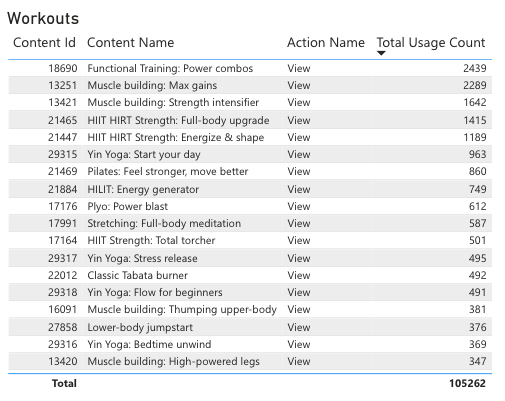 Workouts
Content Id Content Name Action Name Total Usage Count
18690 Functional Training: Power combos View 2439
13251 Muscle building: Max gains View 2289
13421 Muscle building: Strength intensifier View 1642
21465 HIIT HIRT Strength: Full-body upgrade View 1415
21447 HIIT HIRT Strength: Energize & shape View 1189
29315 Yin Yoga: Start your day View 963
21469 Pilates: Feel stronger, move better View 860
21884 HILIT: Energy generator View 749
17176 Plyo: Power blast View 612
17991 Stretching: Full-body meditation View 587
17164 HIIT Strength: Total torcher View 501
29317 Yin Yoga: Stress release View 495
22012 Classic Tabata burner View 492
29318 Yin Yoga: Flow for beginners View 491
16091 Muscle building: Thumping upper-body View 381
27858 Lower-body jumpstart View 376
29316 Yin Yoga: Bedtime unwind View 369
13420 Muscle building: High-powered legs View 347
Total 105262